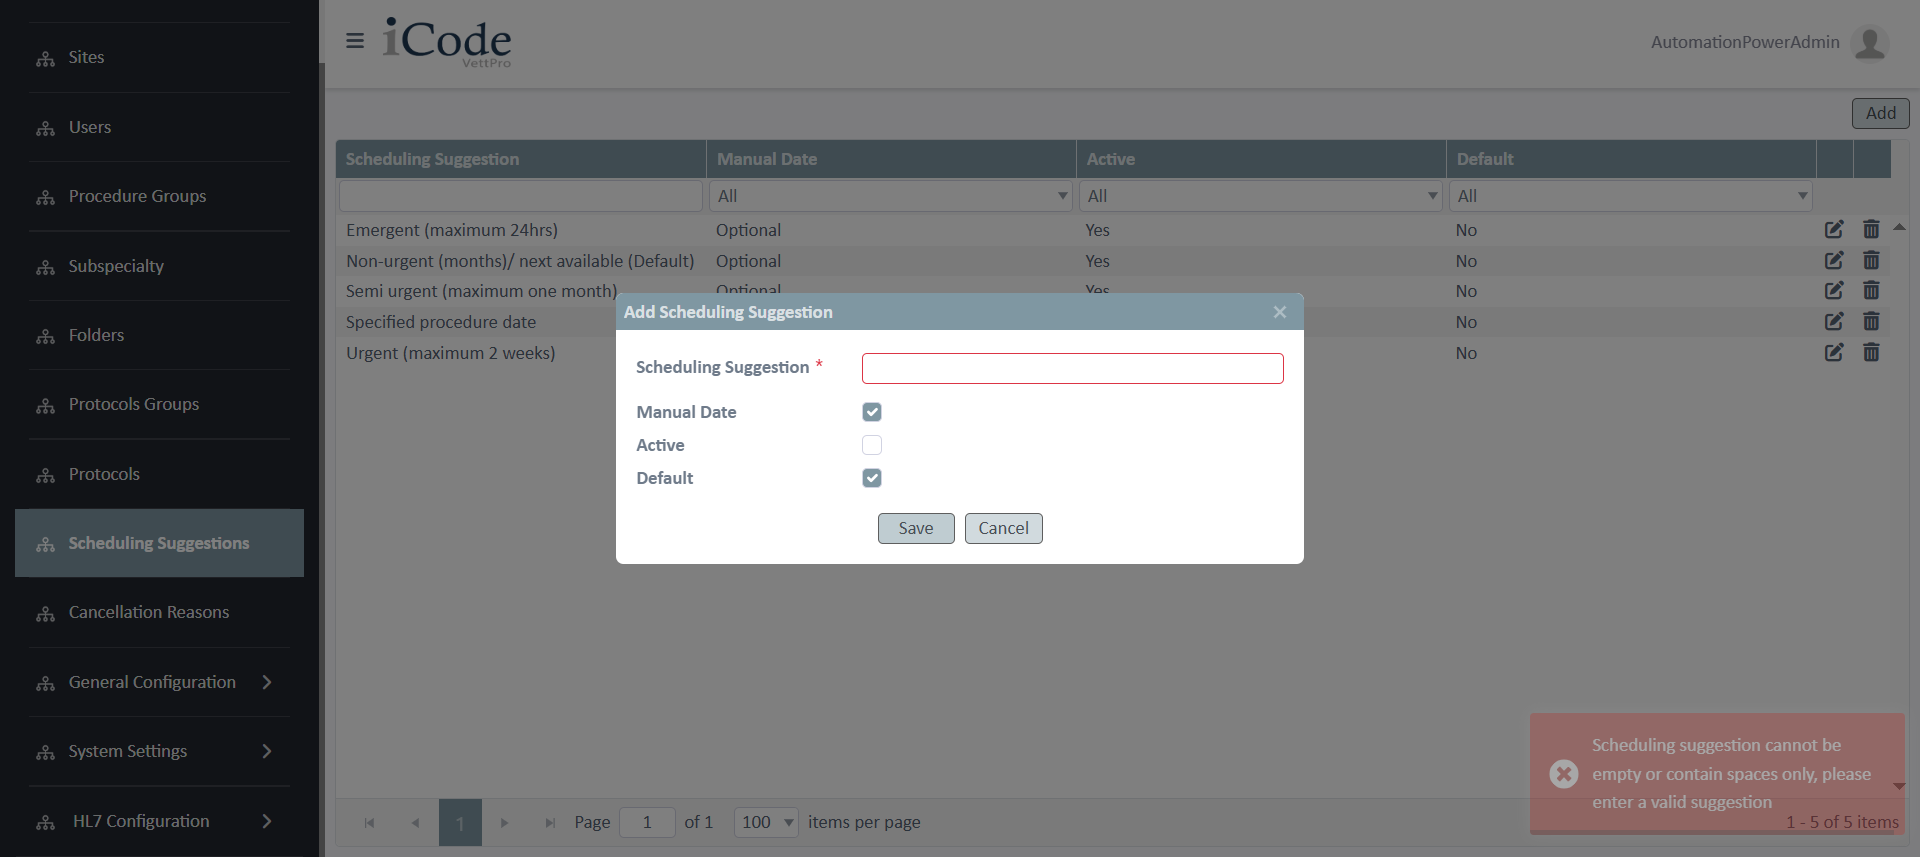 Sites
Users
Procedure Groups
Subspecialty
Folders
Protocols Groups
Protocols
Scheduling Suggestions
Cancellation Reasons
General Configuration
System Settings
HL7 Configuration
iCode
VettPro
AutomationPowerAdmin
Add
Scheduling Suggestion Manual Date Active Default
All All All
Emergent (maximum 24hrs) Optional Yes No
Non-urgent (months)/ next available (Default) Optional Yes No
Semi urgent (maximum one month) Optional Yes No
Specified procedure date No
Urgent (maximum 2 weeks) No
Add Scheduling Suggestion
Scheduling Suggestion *
Manual Date
Active
Default
Save Cancel
Scheduling suggestion cannot be
empty or contain spaces only, please
enter a valid suggestion
1 Page 1 of 1 100 items per page 1 - 5 of 5 items